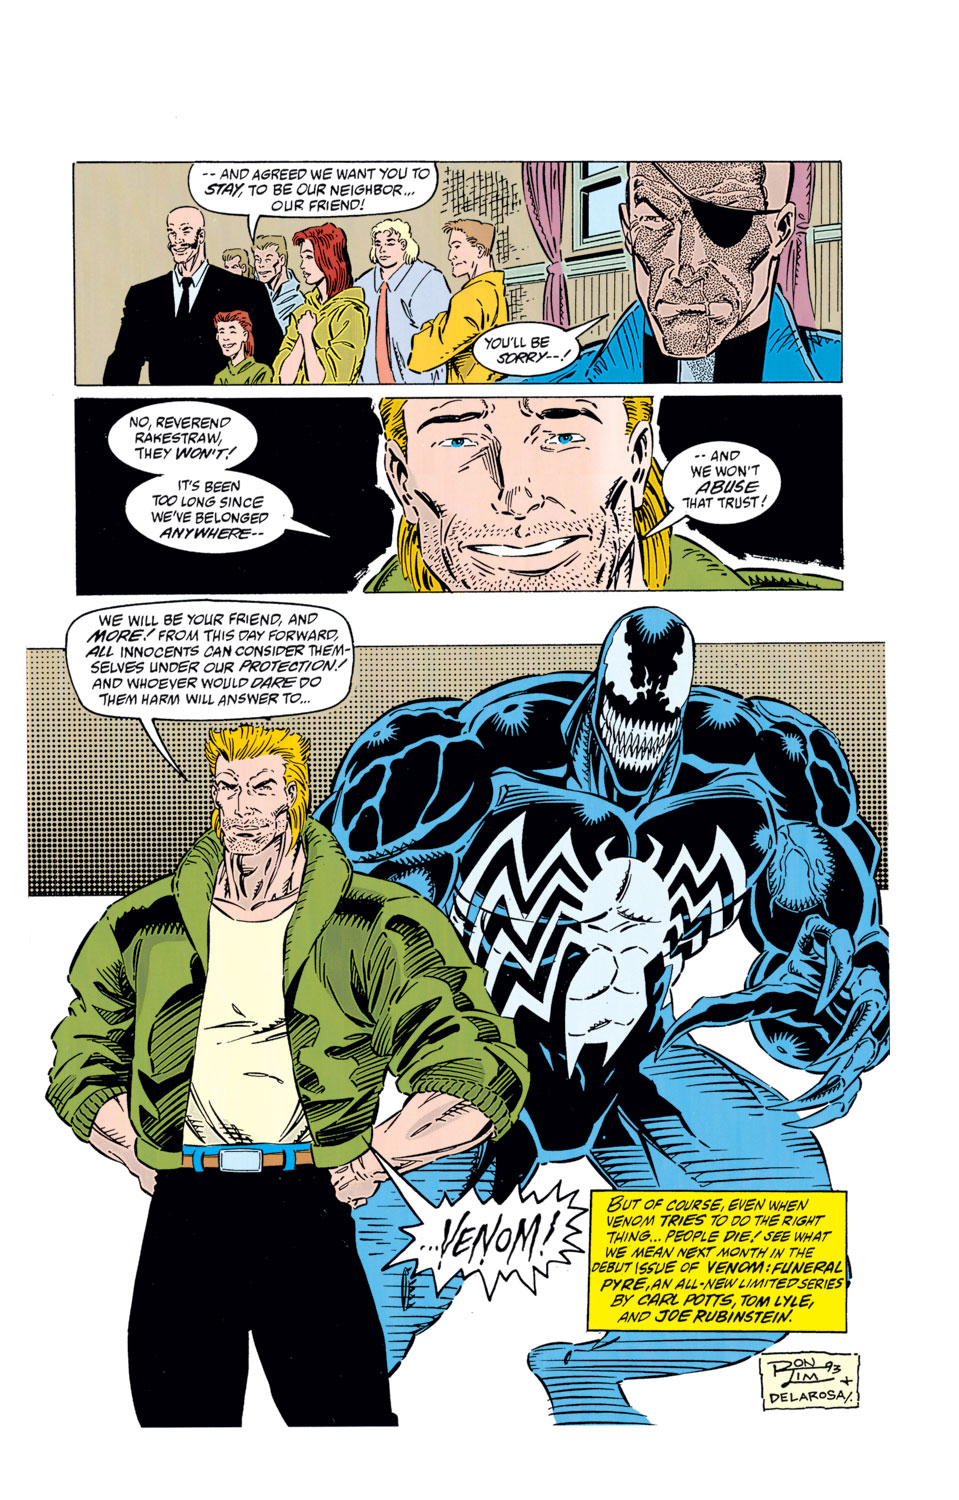 -- AND AGREED WE WANT YOU TO
STAY, TO BE OUR NEIGHBOR...
OUR FRIEND!
YOU'LL BE
SORRY--!
NO, REVEREND
RAKESTRAW,
THEY WON'T!
IT'S BEEN
TOO LONG SINCE
WE'VE BELONGED
ANYWHERE--
-- AND
WE WON'T
ABUSE
THAT TRUST!
WE WILL BE YOUR FRIEND, AND
MORE! FROM THIS DAY FORWARD,
ALL INNOCENTS CAN CONSIDER THEM-
SELVES UNDER OUR PROTECTION!
AND WHOEVER WOULD DARE DO
THEM HARM WILL ANSWER TO...
...VENOM!
BUT OF COURSE, EVEN WHEN
VENOM TRIES TO DO THE RIGHT
THING... PEOPLE DIE! SEE WHAT
WE MEAN NEXT MONTH IN THE
DEBUT ISSUE OF VENOM: FUNERAL
PYRE, AN ALL-NEW LIMITED SERIES
BY CARL POTTS, TOM LYLE,
AND JOE RUBINSTEIN.
RON
LIM 93
+
DELAROSA/.